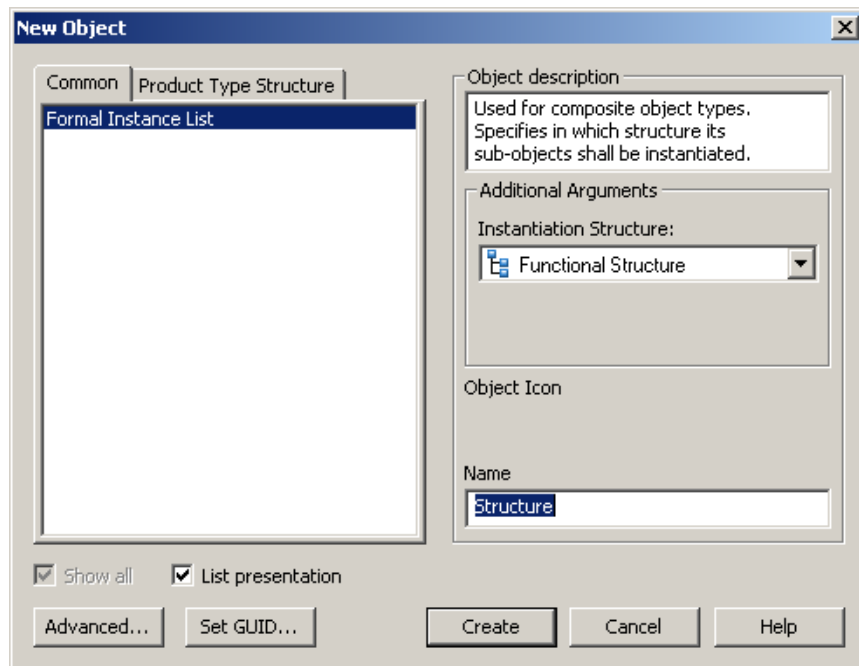 New Object
Common
Product Type Structure
Formal Instance List
Object description
Used for composite object types.
Specifies in which structure its
sub-objects shall be instantiated.
Additional Arguments
Instantiation Structure:
Functional Structure
Object Icon
Name
Structure
Show all
List presentation
Advanced...
Set GUID...
Create
Cancel
Help